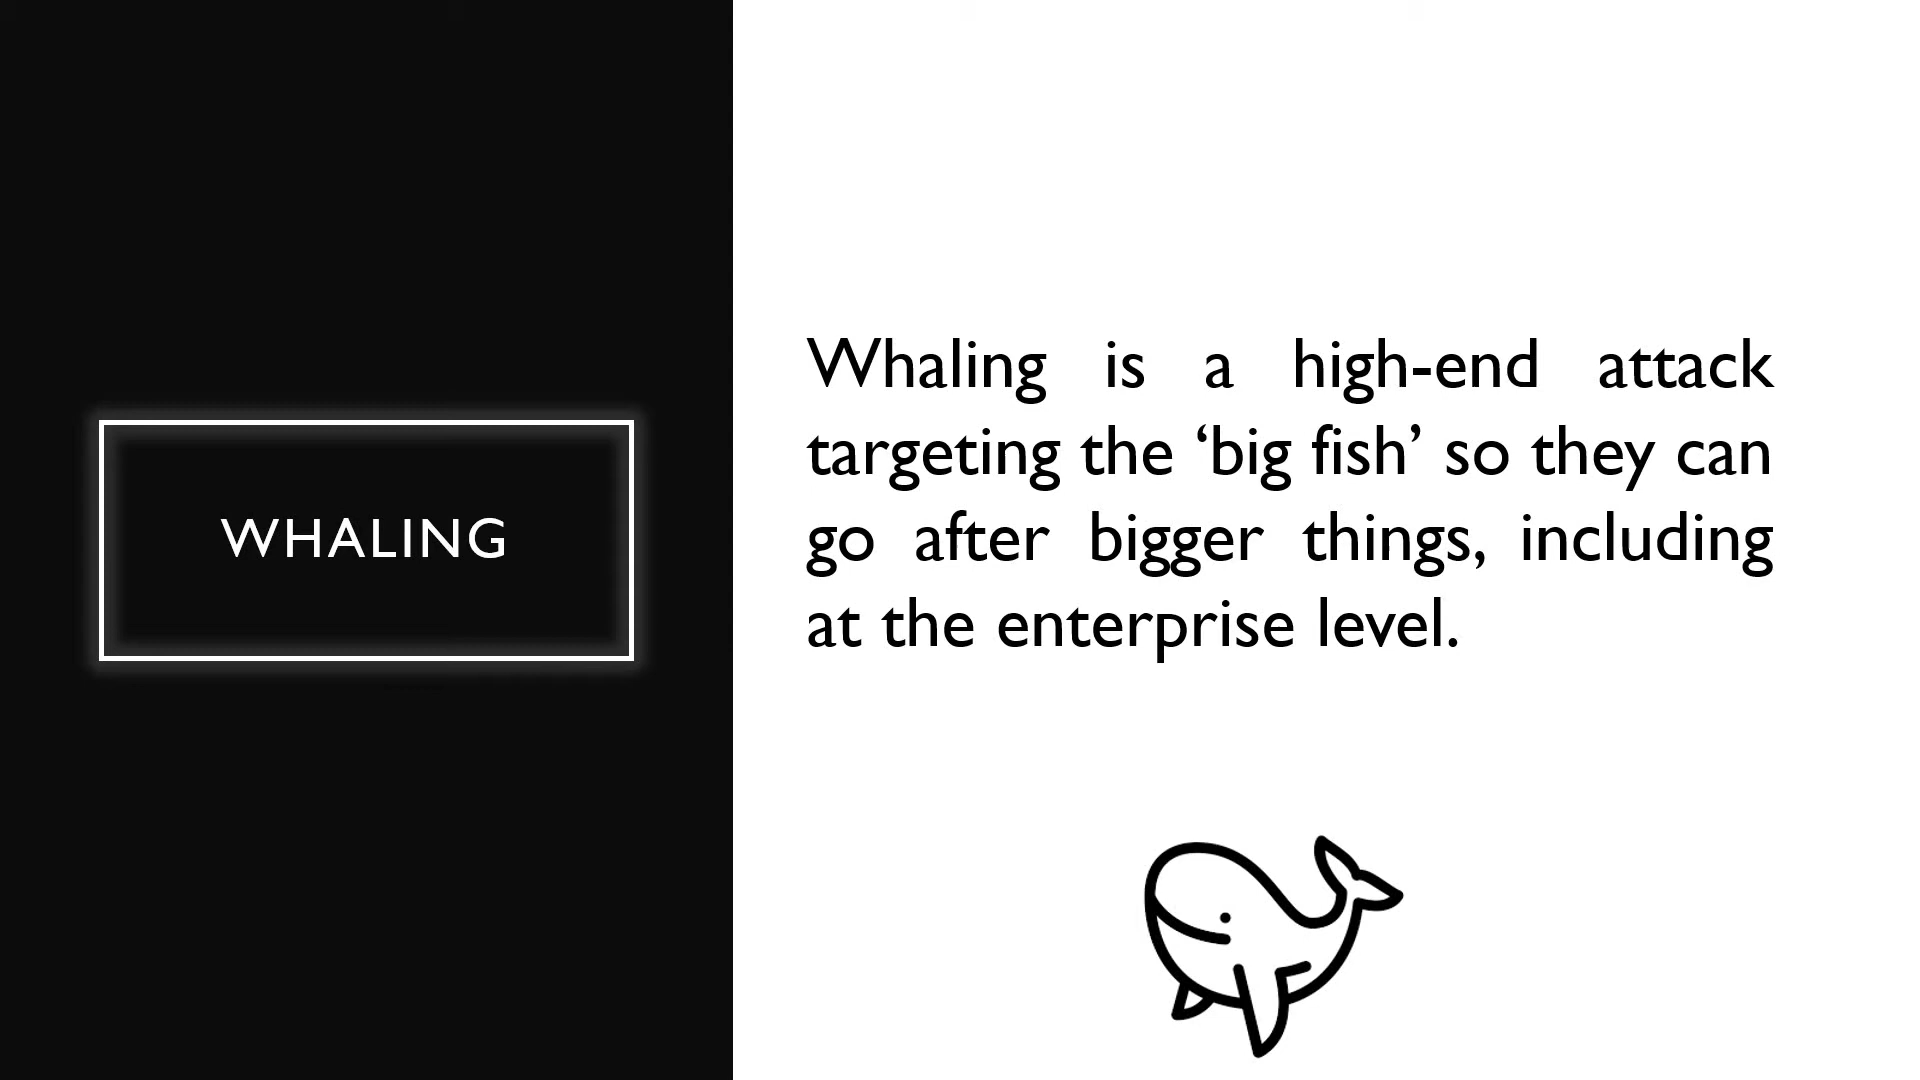 WHALING
Whaling is a high-end attack
targeting the ‘big fish’ so they can
go after bigger things, including
at the enterprise level.